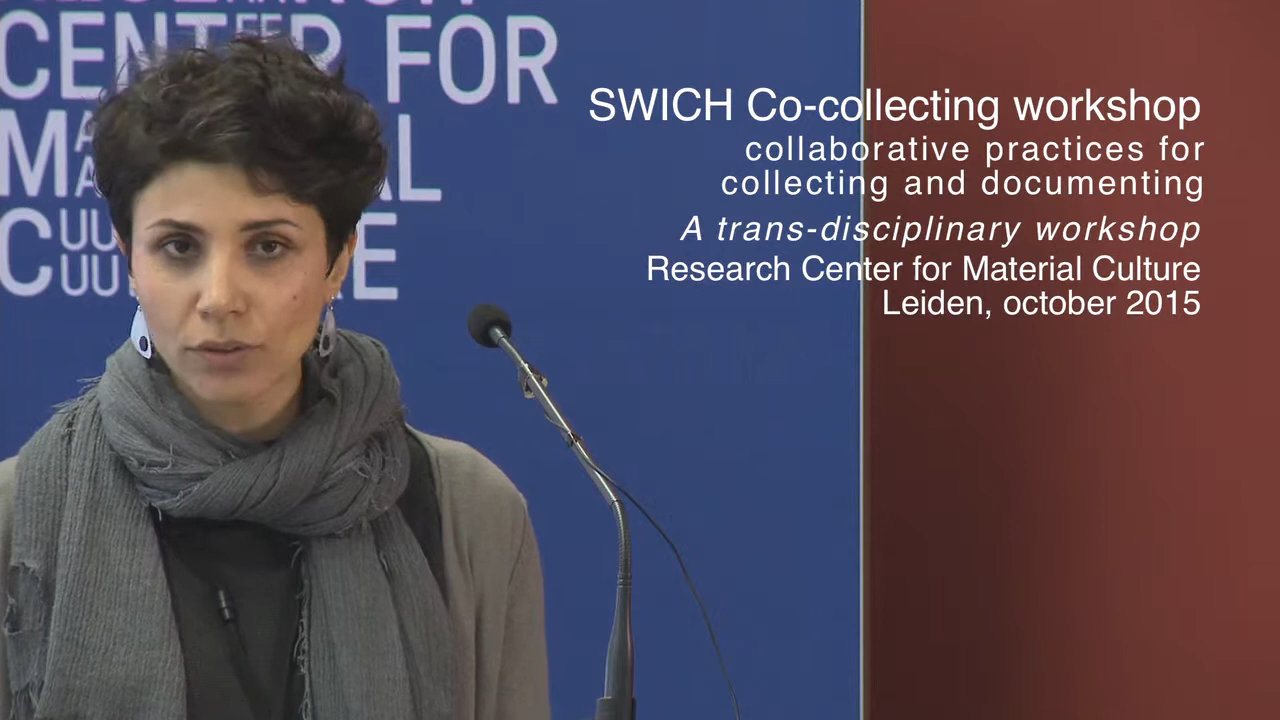 CENTER FOR
SWICH Co-collecting workshop
collaborative practices for
collecting and documenting
A trans-disciplinary workshop
Research Center for Material Culture
Leiden, october 2015